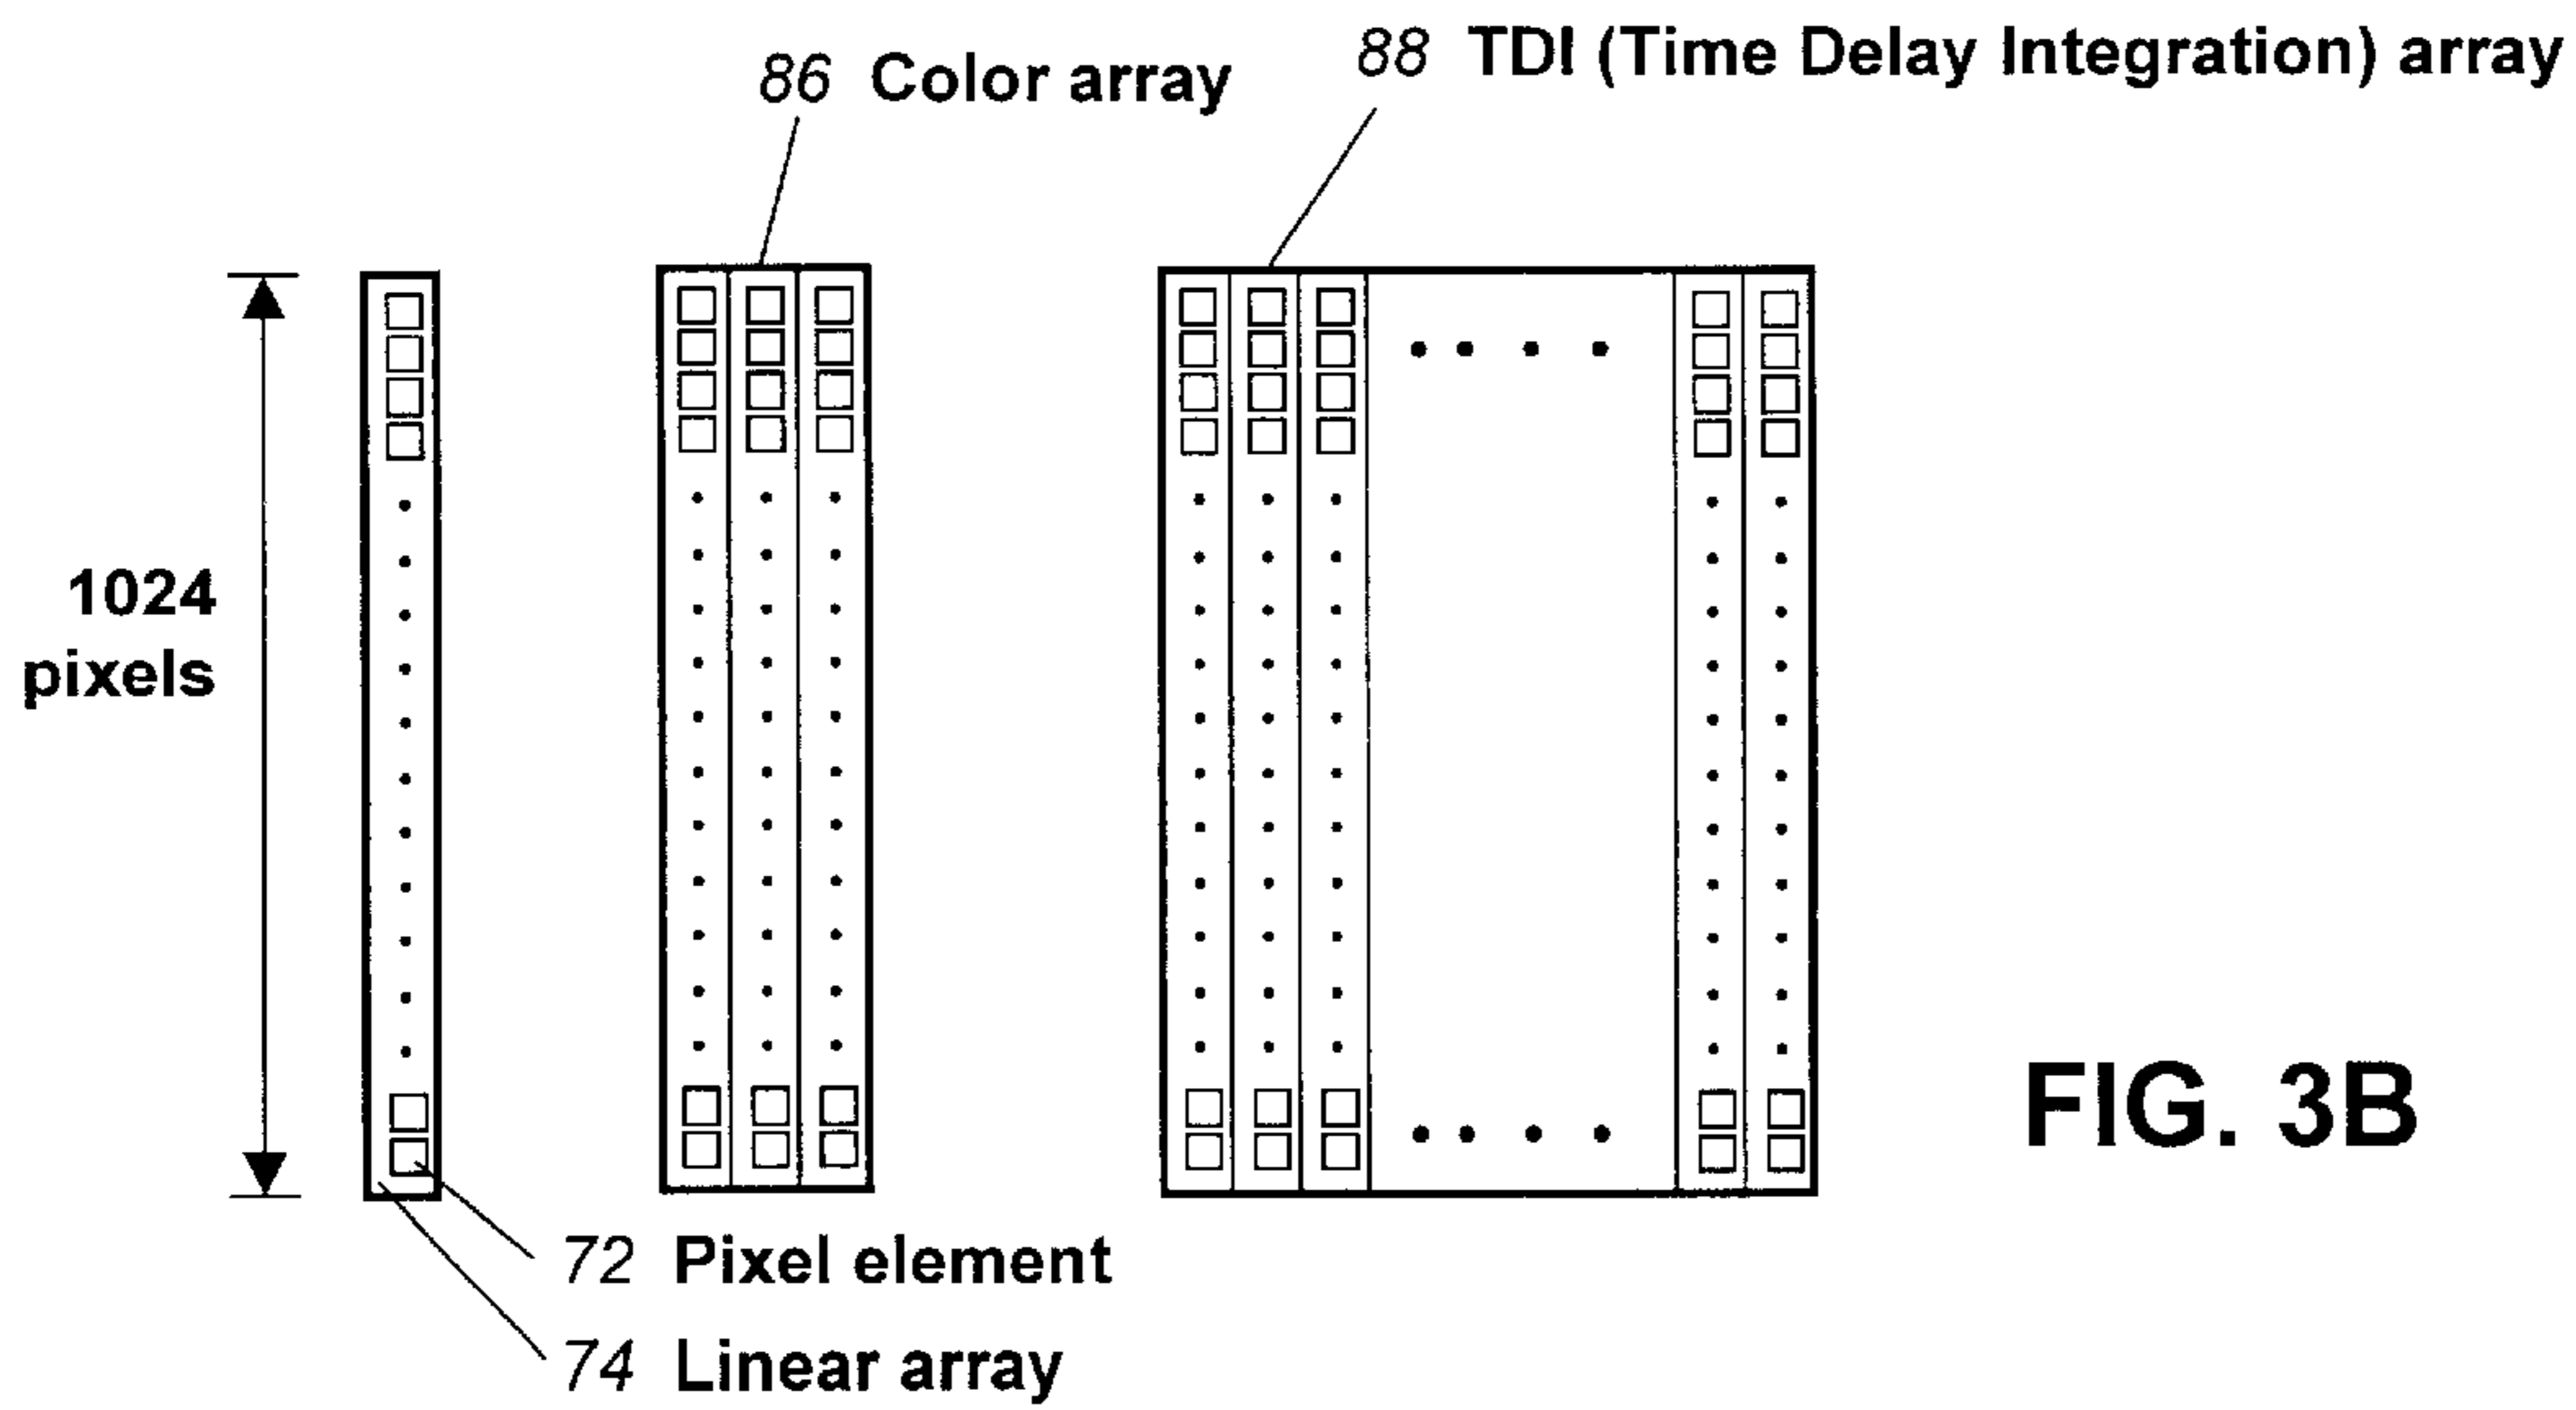 86 Color array
88 TDI (Time Delay Integration) array
1024
pixels
FIG. 3B
72 Pixel element
74 Linear array